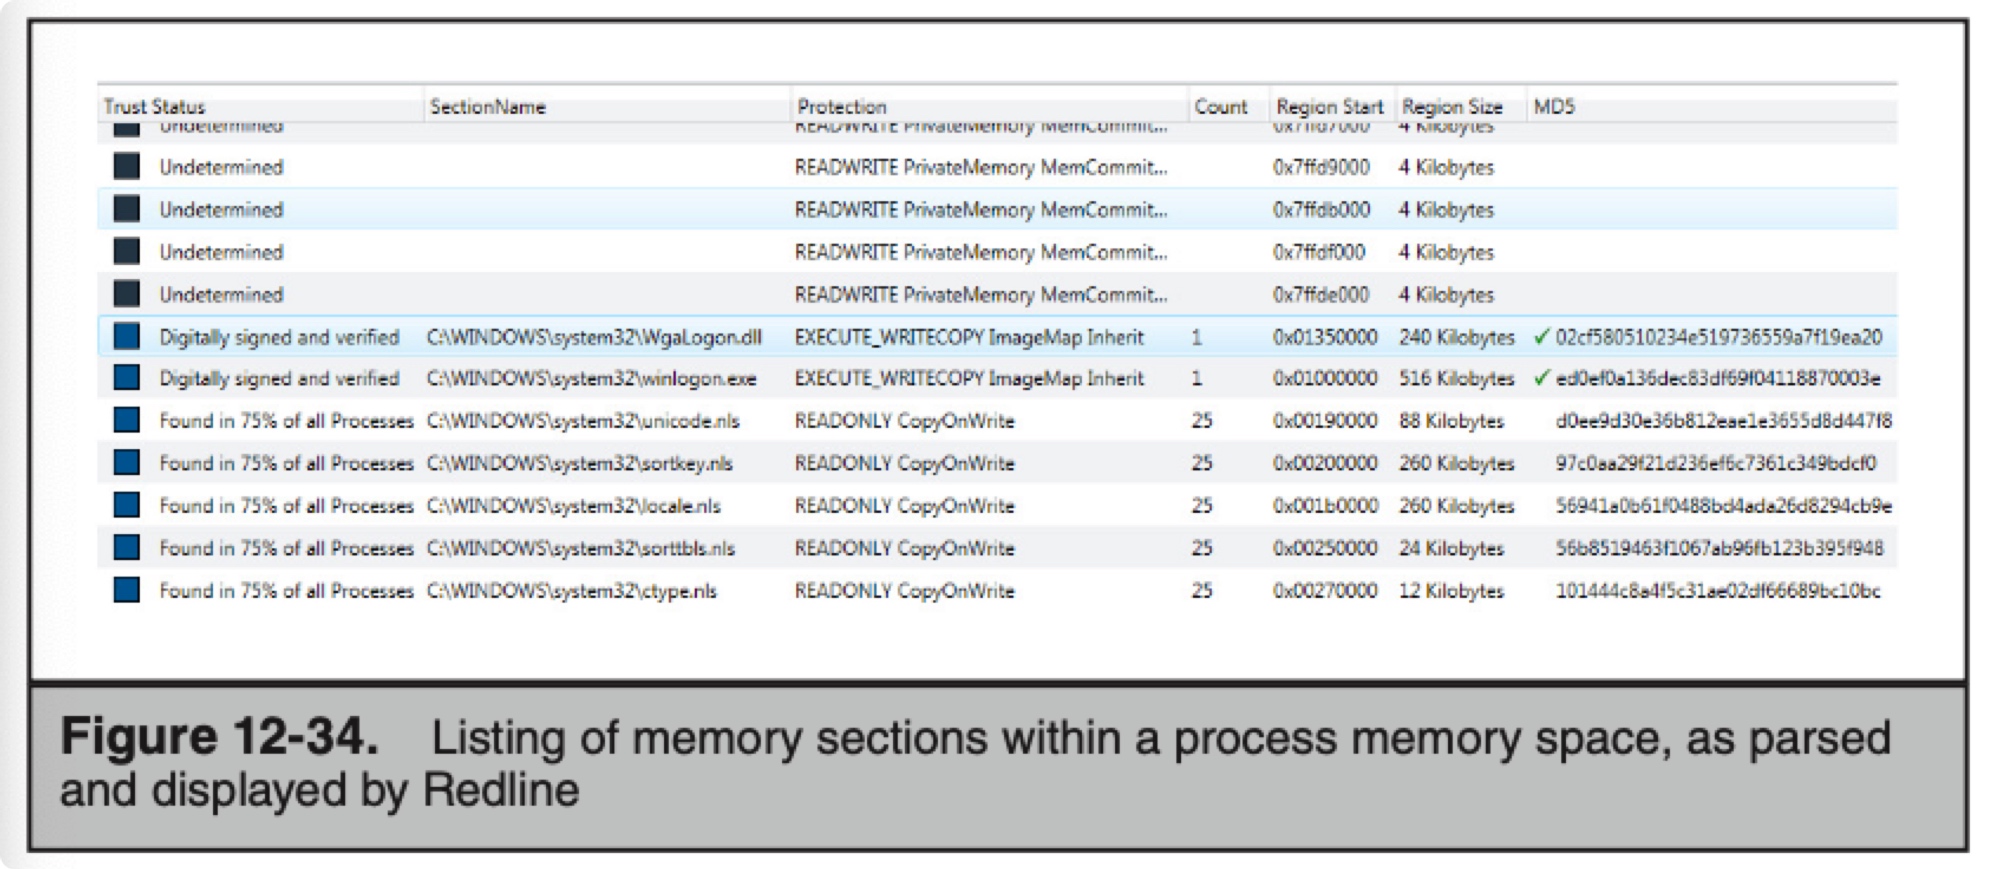 Trust Status SectionName Protection Count Region Start Region Size MD5
Undetermined READWRITE PrivateMemory MemCommit... 0x7ffd7000 4 Kilobytes
Undetermined READWRITE PrivateMemory MemCommit... 0x7ffd9000 4 Kilobytes
Undetermined READWRITE PrivateMemory MemCommit... 0x7ffdb000 4 Kilobytes
Undetermined READWRITE PrivateMemory MemCommit... 0x7ffdf000 4 Kilobytes
Undetermined READWRITE PrivateMemory MemCommit... 0x7ffde000 4 Kilobytes
Digitally signed and verified C:\WINDOWS\system32\WgaLogon.dll EXECUTE_WRITECOPY ImageMap Inherit 1 0x01350000 240 Kilobytes ✓ 02cf580510234e519736559a7f19ea20
Digitally signed and verified C:\WINDOWS\system32\winlogon.exe EXECUTE_WRITECOPY ImageMap Inherit 1 0x01000000 516 Kilobytes ✓ ed0ef0a136dec83df69f04118870003e
Found in 75% of all Processes C:\WINDOWS\system32\unicode.nls READONLY CopyOnWrite 25 0x00190000 88 Kilobytes d0ee9d30e36b812eae1e3655d8d447f8
Found in 75% of all Processes C:\WINDOWS\system32\sortkey.nls READONLY CopyOnWrite 25 0x00200000 260 Kilobytes 97c0aa29f21d236ef6c7361c349bdcf0
Found in 75% of all Processes C:\WINDOWS\system32\locale.nls READONLY CopyOnWrite 25 0x001b0000 260 Kilobytes 56941a0b61f0488bd4ada26d8294cb9e
Found in 75% of all Processes C:\WINDOWS\system32\sorttbls.nls READONLY CopyOnWrite 25 0x00250000 24 Kilobytes 56b8519463f1067ab96fb123b395f948
Found in 75% of all Processes C:\WINDOWS\system32\ctype.nls READONLY CopyOnWrite 25 0x00270000 12 Kilobytes 101444c8a4f5c31ae02df66689bc10bc
Figure 12-34. Listing of memory sections within a process memory space, as parsed
and displayed by Redline